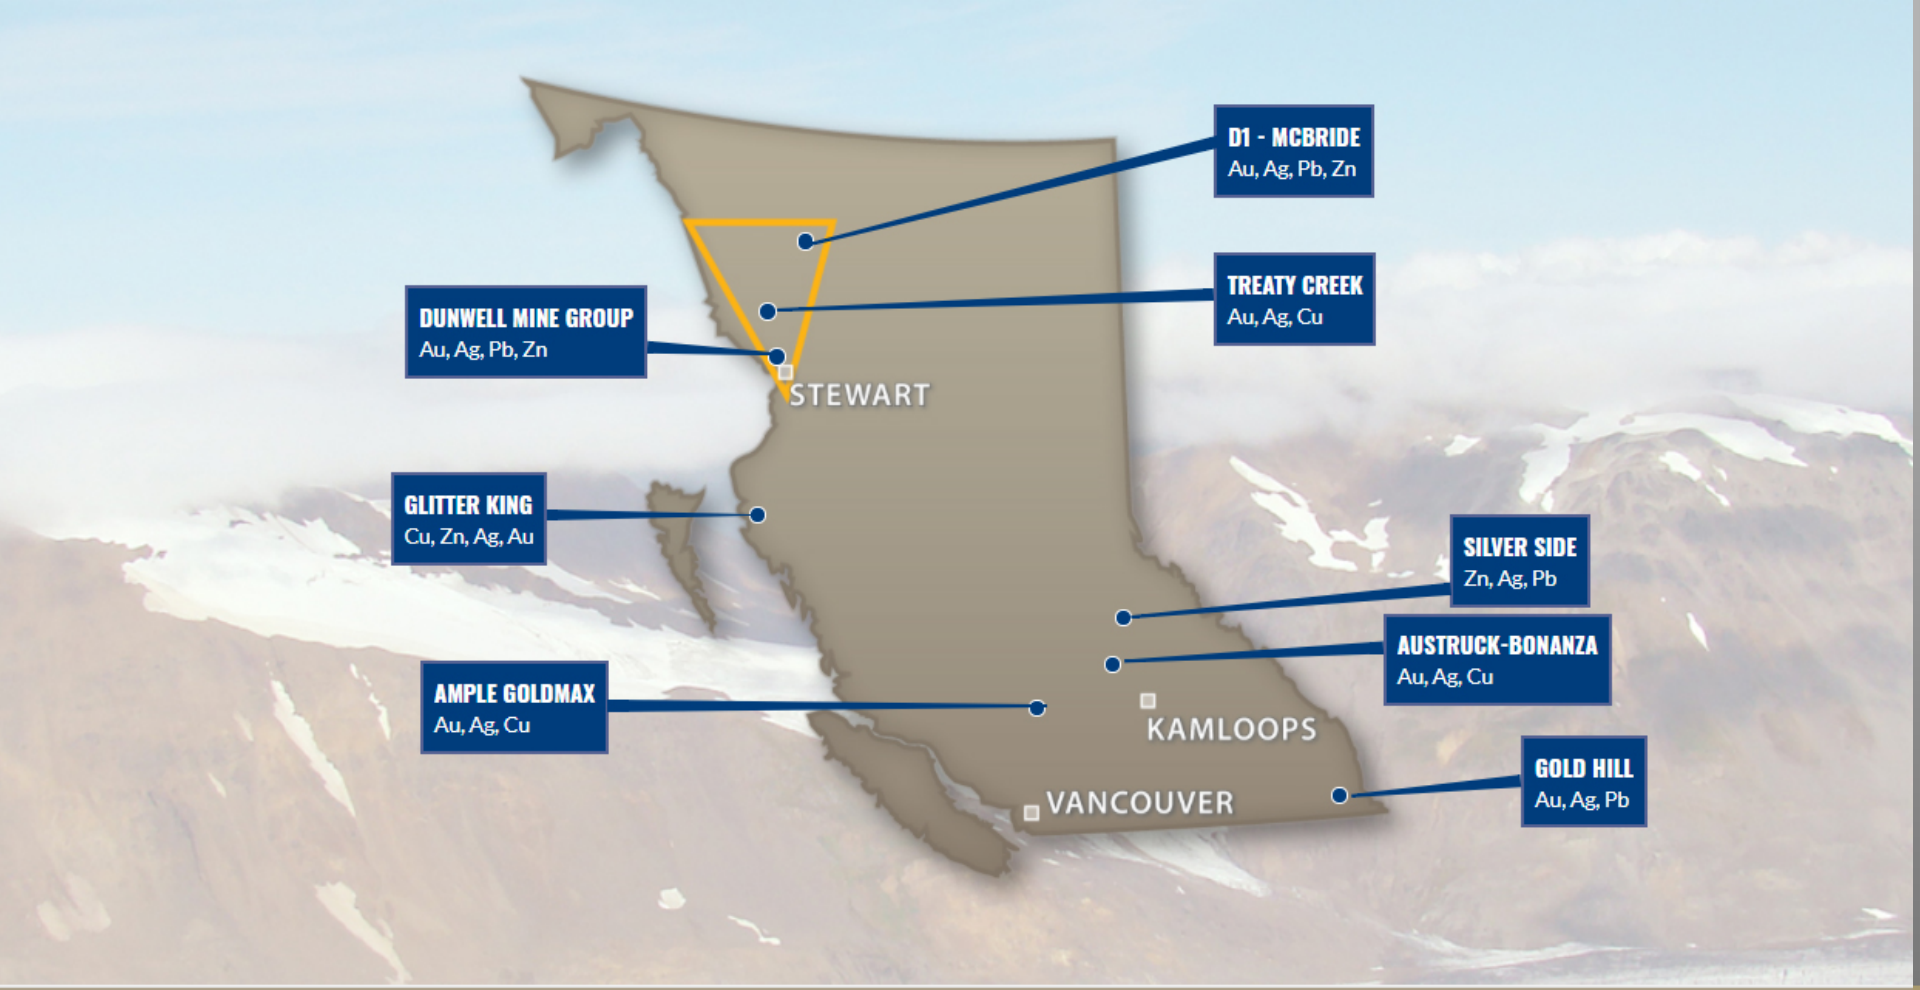 D1 - MCBRIDE
Au, Ag, Pb, Zn
TREATY CREEK
Au, Ag, Cu
DUNWELL MINE GROUP
Au, Ag, Pb, Zn
STEWART
GLITTER KING
Cu, Zn, Ag, Au
SILVER SIDE
Zn, Ag, Pb
AUSTRUCK-BONANZA
Au, Ag, Cu
AMPLE GOLDMAX
Au, Ag, Cu
KAMLOOPS
GOLD HILL
Au, Ag, Pb
VANCOUVER